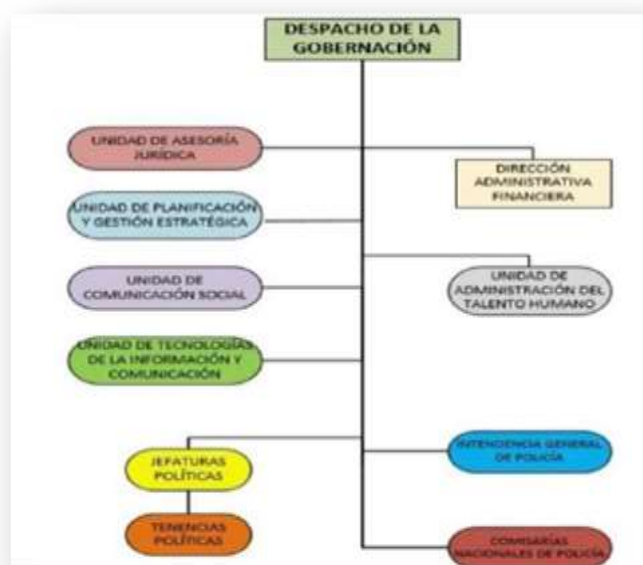 DESPACHO DE LA
GOBERNACIÓN
UNIDAD DE ASESORÍA
JURÍDICA
DIRECCIÓN
ADMINISTRATIVA
FINANCIERA
UNIDAD DE PLANIFICACIÓN
Y GESTIÓN ESTRATÉGICA
UNIDAD DE
COMUNICACIÓN SOCIAL
UNIDAD DE
ADMINISTRACIÓN DEL
TALENTO HUMANO
UNIDAD DE TECNOLOGÍAS
DE LA INFORMACIÓN Y
COMUNICACIÓN
JEFATURAS
POLÍTICAS
INTENDENCIA GENERAL
DE POLICÍA
TENENCIAS
POLÍTICAS
COMISARÍAS
NACIONALES DE POLICÍA